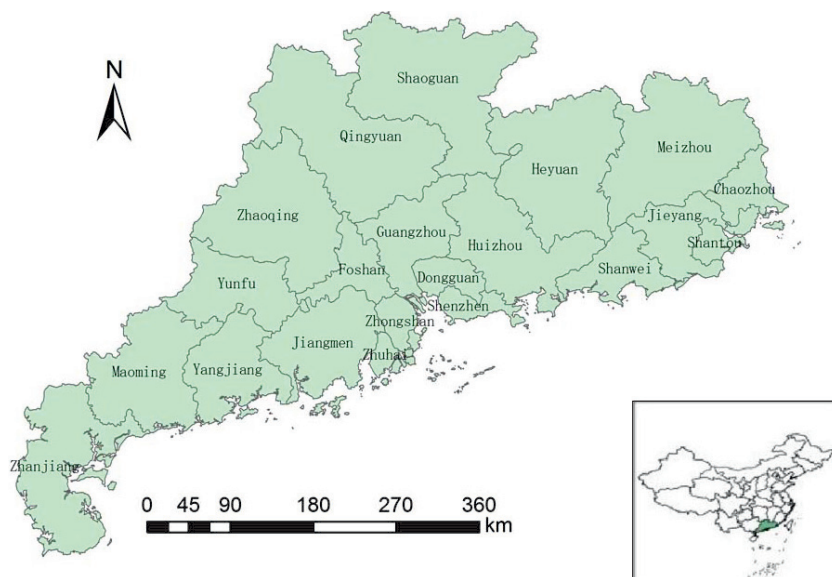 N
Shaoguan
Qingyuan
Meizhou
Heyuan
Chaozhou
Zhaoqing
Jieyang
Guangzhou
Huizhou
Shantou
Foshan
Dongguan
Shanwei
Yunfu
Shenzhen
Zhongshan
Jiangmen
Zhuhai
Maoming
Yangjiang
Zhanjiang
0 45 90 180 270 360
km